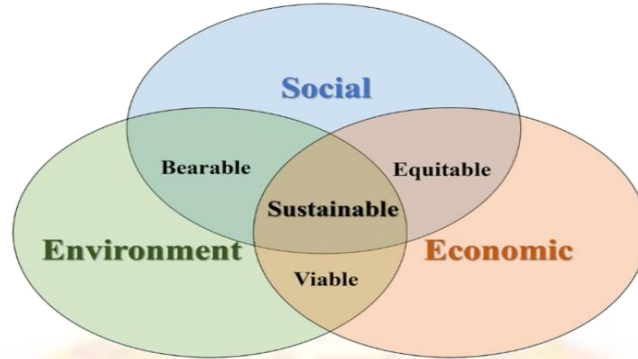 Social
Bearable
Equitable
Sustainable
Environment
Economic
Viable